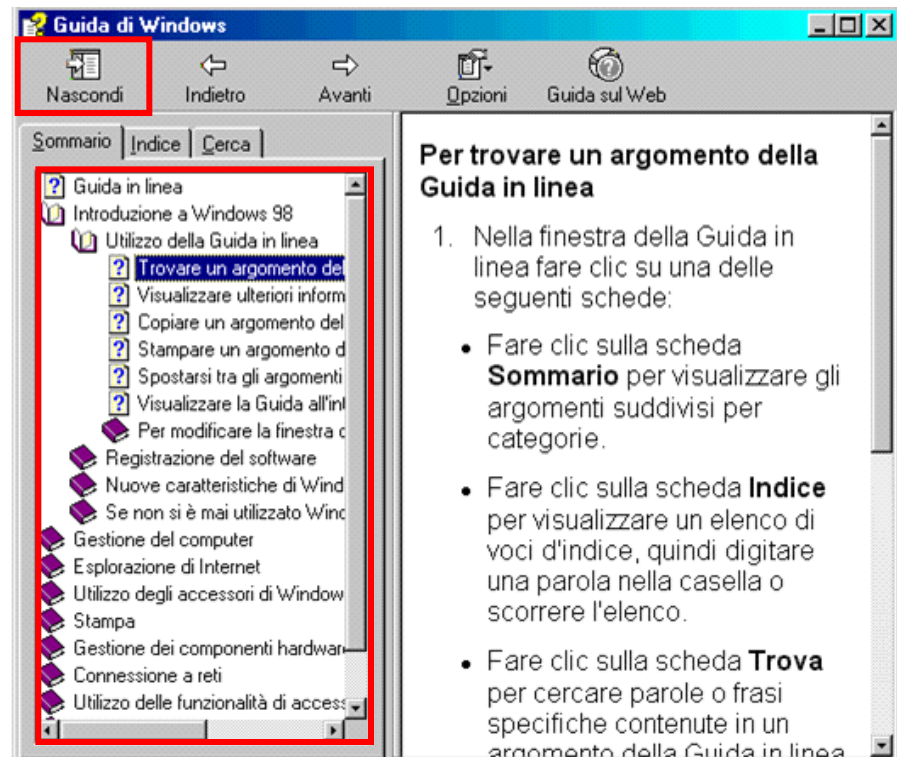 Guida di Windows
Nascondi
Indietro
Avanti
Opzioni
Guida sul Web
Sommario
Indice
Cerca
Guida in linea
Introduzione a Windows 98
Utilizzo della Guida in linea
Trovare un argomento del
Visualizzare ulteriori inform
Copiare un argomento del
Stampare un argomento d
Spostarsi tra gli argomenti
Visualizzare la Guida all'in
Per modificare la finestra
Registrazione del software
Nuove caratteristiche di Wind
Se non si è mai utilizzato Wind
Gestione del computer
Esplorazione di Internet
Utilizzo degli accessori di Window
Stampa
Gestione dei componenti hardwar
Connessione a reti
Utilizzo delle funzionalità di access
Per trovare un argomento della
Guida in linea
1. Nella finestra della Guida in
linea fare clic su una delle
seguenti schede:
• Fare clic sulla scheda
Sommario per visualizzare gli
argomenti suddivisi per
categorie.
• Fare clic sulla scheda Indice
per visualizzare un elenco di
voci d'indice, quindi digitare
una parola nella casella o
scorrere l'elenco.
• Fare clic sulla scheda Trova
per cercare parole o frasi
specifiche contenute in un
argomento della Guida in linea